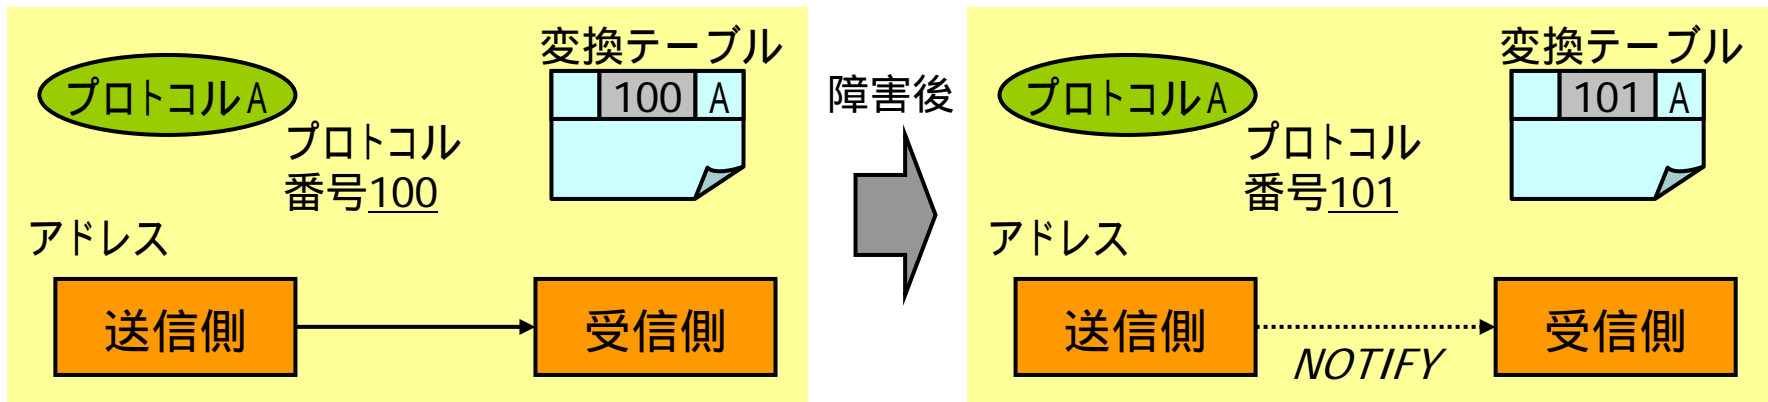 変換テーブル
プロトコルA
100 A
プロトコル
番号100
アドレス
送信側
受信側
障害後
変換テーブル
プロトコルA
101 A
プロトコル
番号101
アドレス
送信側
NOTIFY
受信側